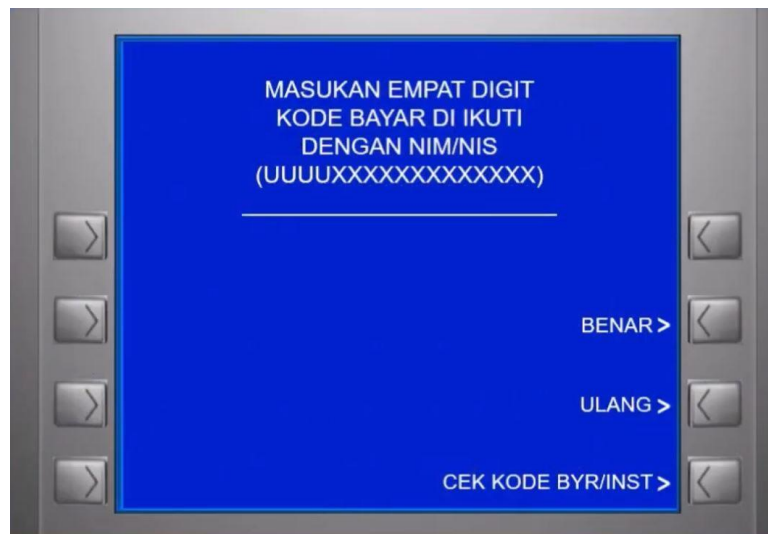 MASUKAN EMPAT DIGIT
KODE BAYAR DI IKUTI
DENGAN NIM/NIS
(UUUUXXXXXXXXXXXXX)
BENAR >
ULANG >
CEK KODE BYR/INST >